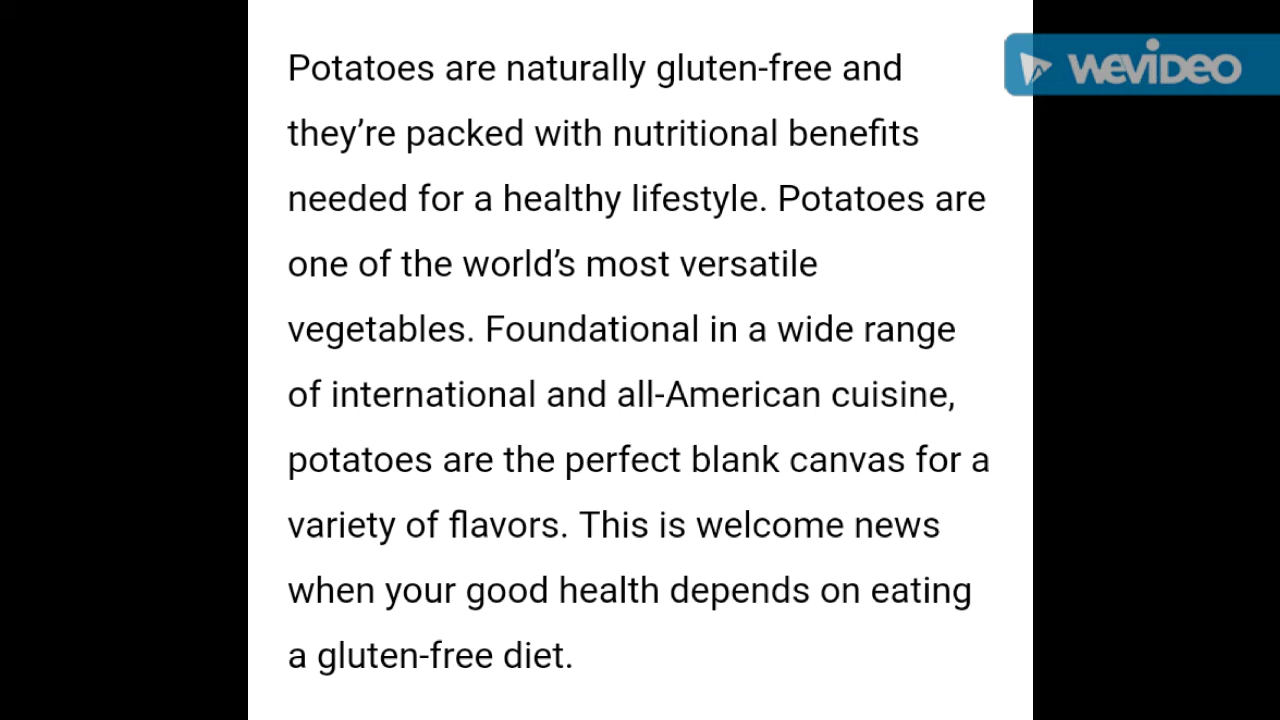 Potatoes are naturally gluten-free and
they’re packed with nutritional benefits
needed for a healthy lifestyle. Potatoes are
one of the world’s most versatile
vegetables. Foundational in a wide range
of international and all-American cuisine,
potatoes are the perfect blank canvas for a
variety of flavors. This is welcome news
when your good health depends on eating
a gluten-free diet.
WEVIDEO